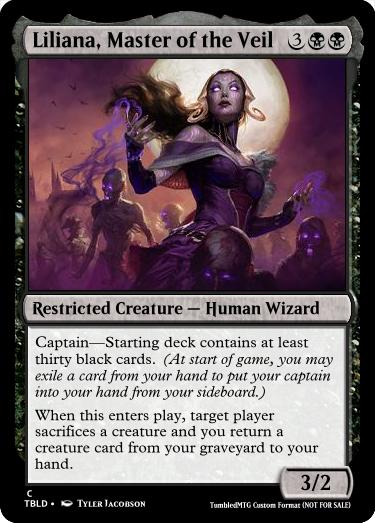 Liliana, Master of the Veil 3
Restricted Creature — Human Wizard
Captain—Starting deck contains at least
thirty black cards. (At start of game, you may
exile a card from your hand to put your captain
into your hand from your sideboard.)
When this enters play, target player
sacrifices a creature and you return a
creature card from your graveyard to your
hand.
3/2
C
TBLD • Tyler Jacobson
TumbledMTG Custom Format (NOT FOR SALE)